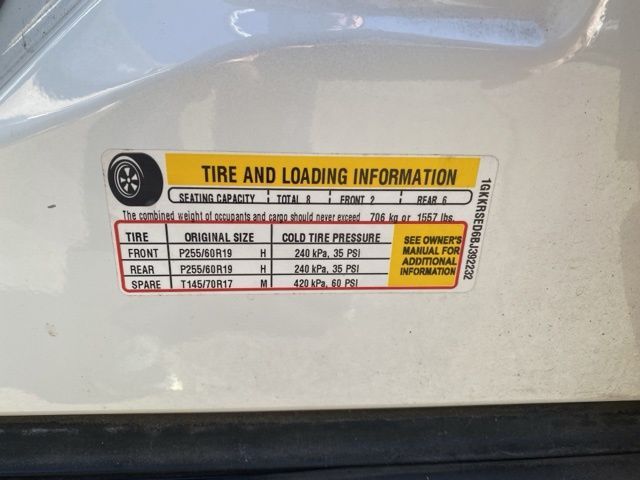 TIRE AND LOADING INFORMATION
SEATING CAPACITY TOTAL 8 FRONT 2 REAR 6
The combined weight of occupants and cargo should never exceed 706 kg or 1557 lbs.
TIRE ORIGINAL SIZE COLD TIRE PRESSURE
FRONT P255/60R19 H 240 kPa, 35 PSI
REAR P255/60R19 H 240 kPa, 35 PSI
SPARE T145/70R17 M 420 kPa, 60 PSI
SEE OWNER'S
MANUAL FOR
ADDITIONAL
INFORMATION
1GKKRSED6BJ392232